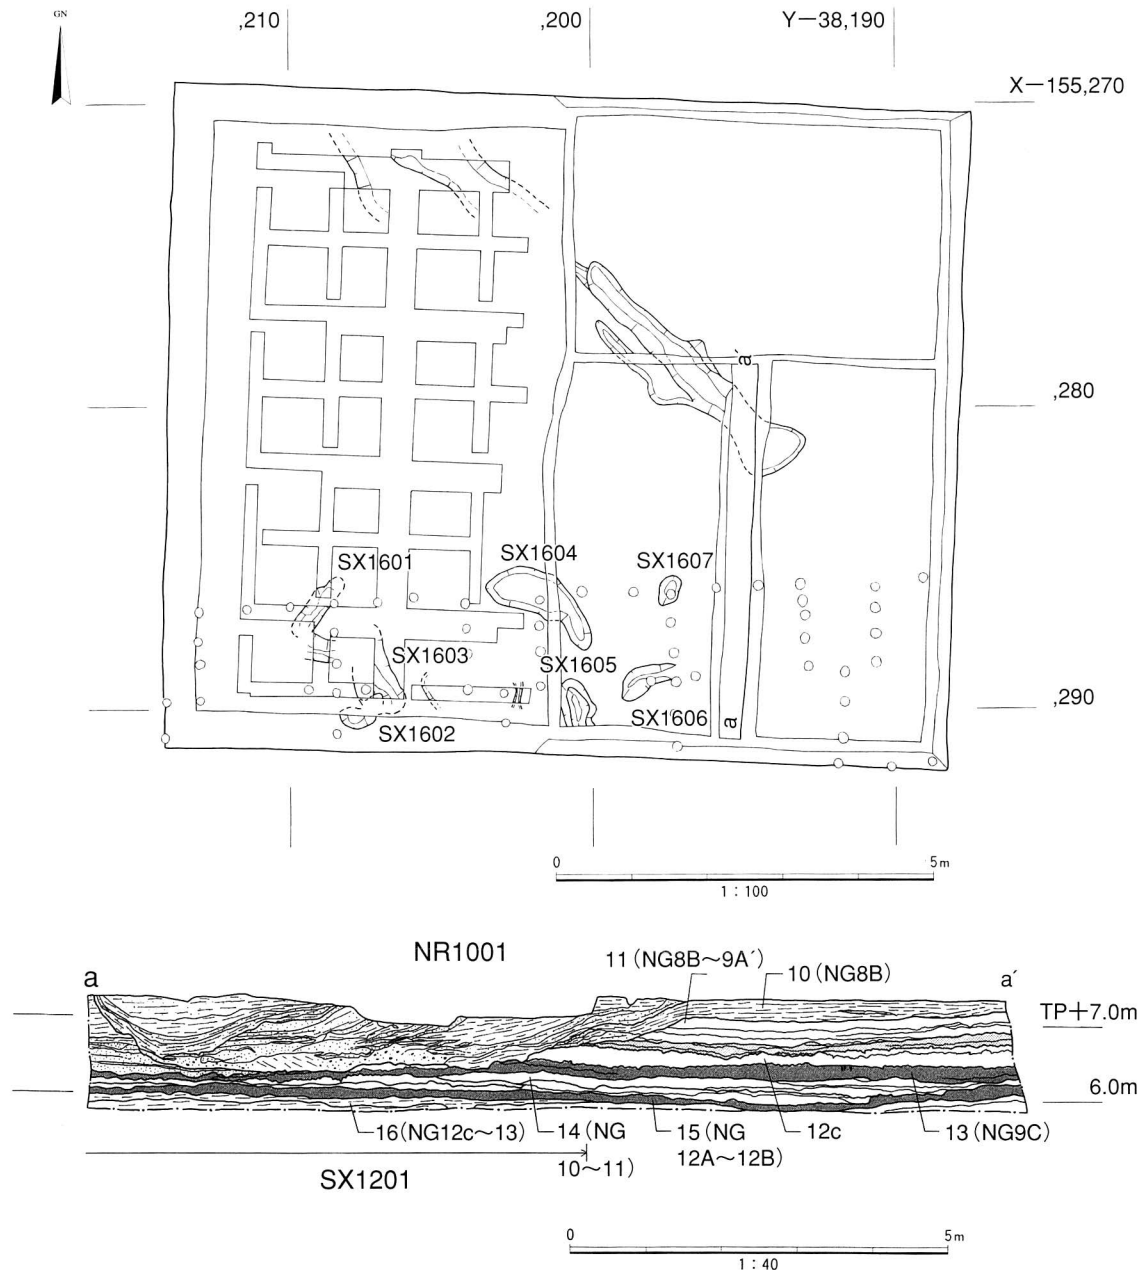 GN
,210
,200
Y−38,190
X−155,270
,280
a´
SX1601
SX1604
SX1607
SX1603
SX1605
SX1606
SX1602
a
,290
0
5m
1：100
NR1001
11（NG8B～9A´）
10（NG8B）
a
a´
TP＋7.0m
6.0m
16（NG12c～13）
14（NG
10～11）
15（NG
12A～12B）
12c
13（NG9C）
SX1201
0
5m
1：40